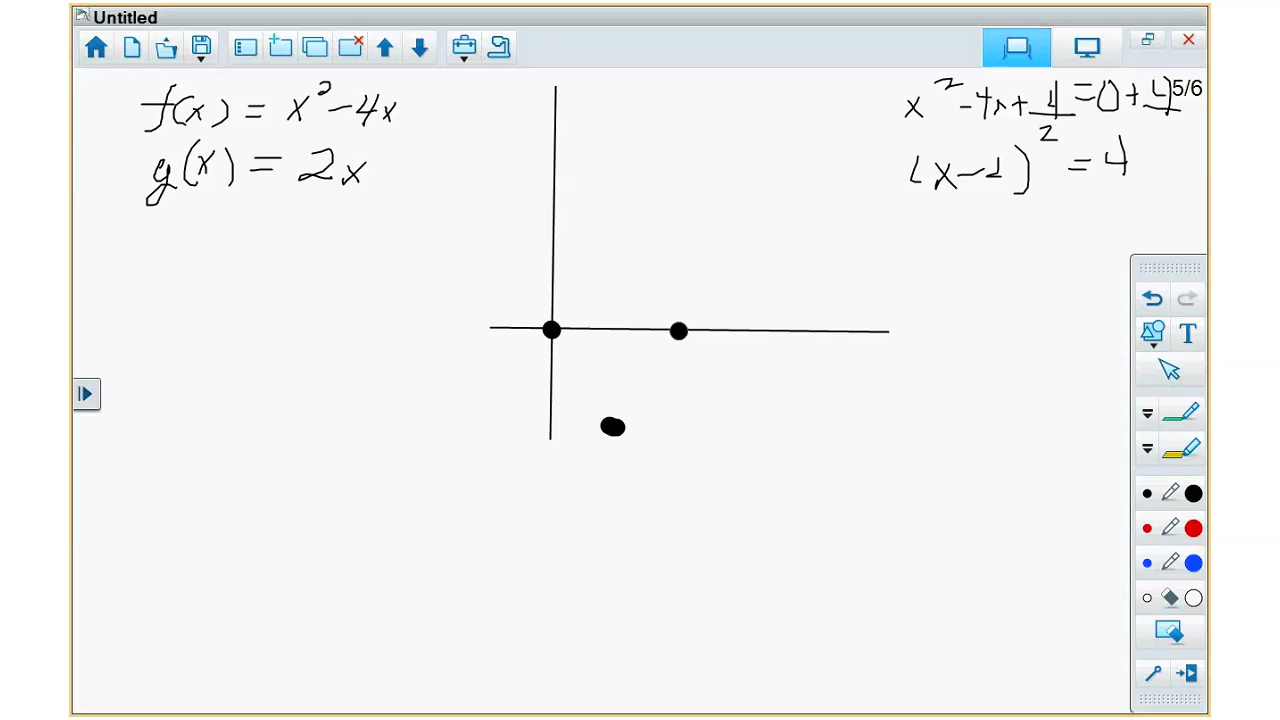 Untitled
f(x) = x² - 4x
g(x) = 2x
x² - 4x + 4 = 0 + 4
5/6
(x - 2)² = 4
T